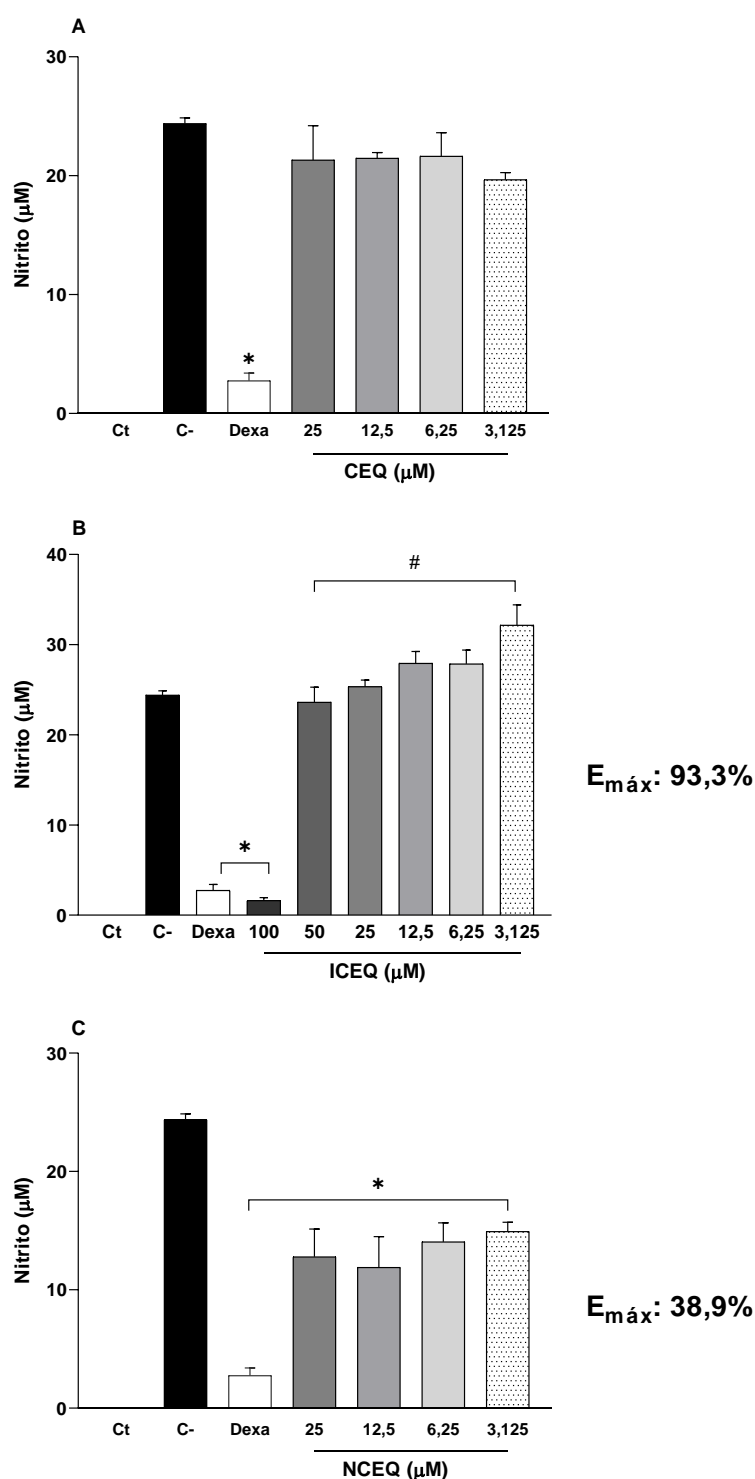 A
30
20
10
0
Nitrito (µM)
*
Ct C- Dexa 25 12,5 6,25 3,125
CEQ (µM)
B
40
30
20
10
0
Nitrito (µM)
#
*
Ct C- Dexa 100 50 25 12,5 6,25 3,125
ICEQ (µM)
Emáx: 93,3%
C
30
20
10
0
Nitrito (µM)
*
Ct C- Dexa 25 12,5 6,25 3,125
NCEQ (µM)
Emáx: 38,9%